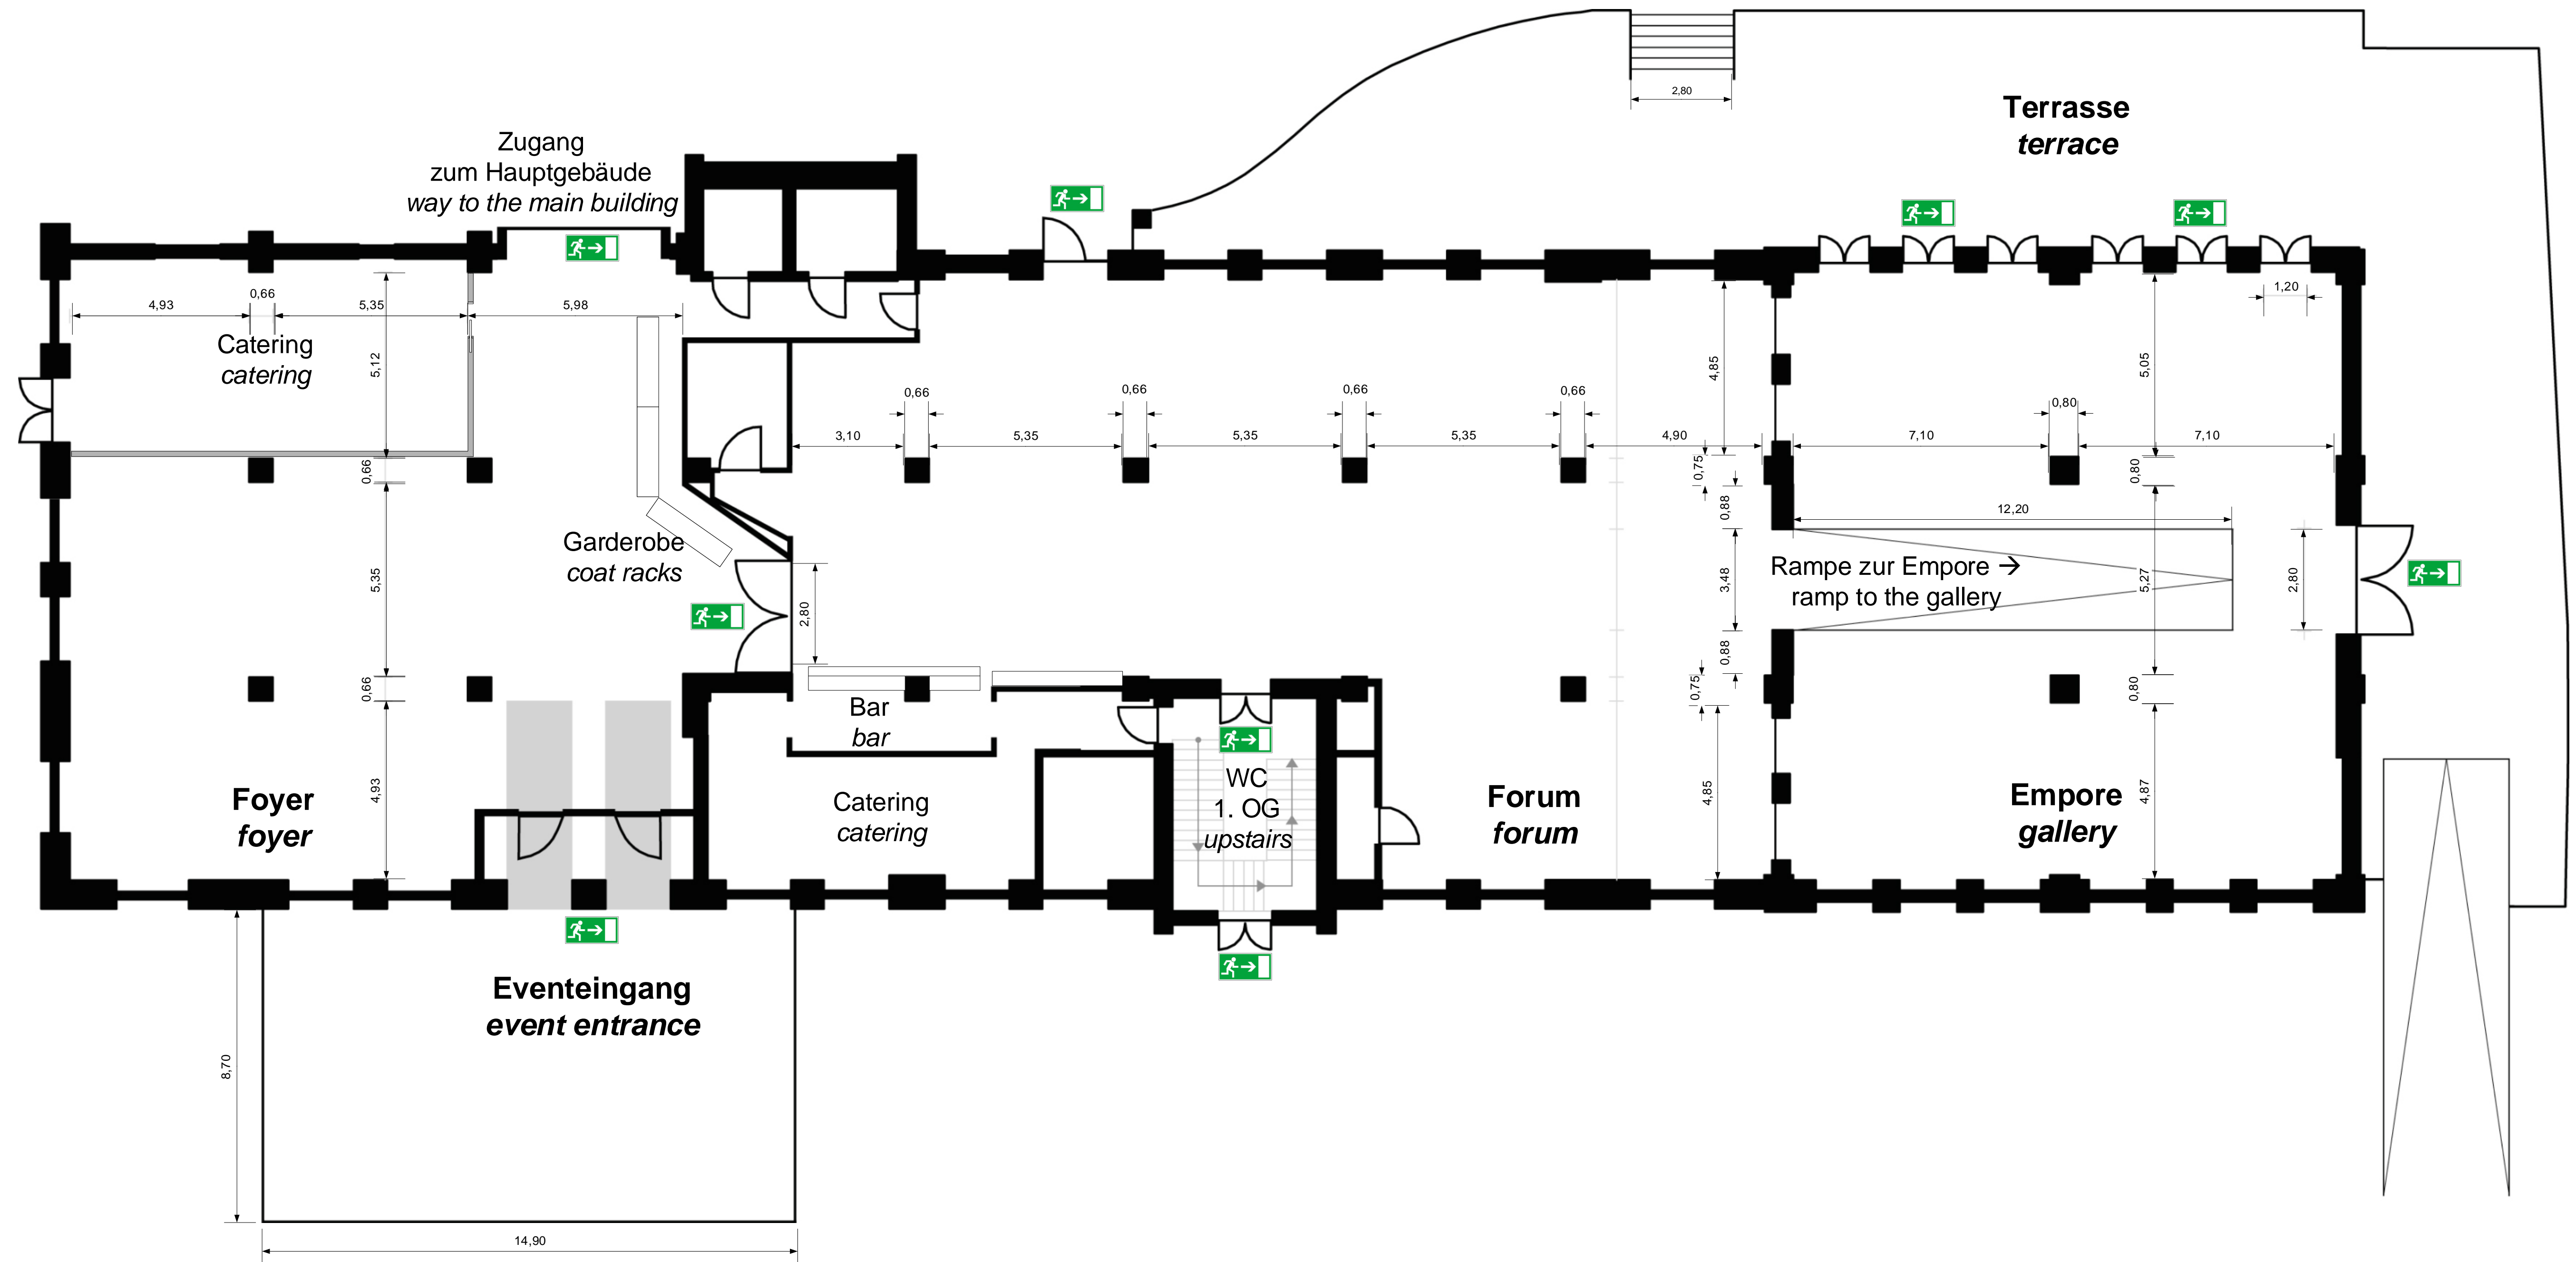 2,80
Terrasse
terrace
Zugang
zum Hauptgebäude
way to the main building
4,93
0,66
5,35
5,98
5,12
Catering
catering
0,66
5,35
0,66
4,93
Garderobe
coat racks
2,80
3,10
0,66
5,35
0,66
5,35
0,66
5,35
0,66
4,90
4,85
0,75
0,88
3,48
0,88
0,75
4,85
7,10
0,80
7,10
1,20
5,05
0,80
5,27
0,80
4,87
12,20
2,80
Rampe zur Empore →
ramp to the gallery
Bar
bar
Catering
catering
WC
1. OG
upstairs
Foyer
foyer
Forum
forum
Empore
gallery
Eventeingang
event entrance
8,70
14,90